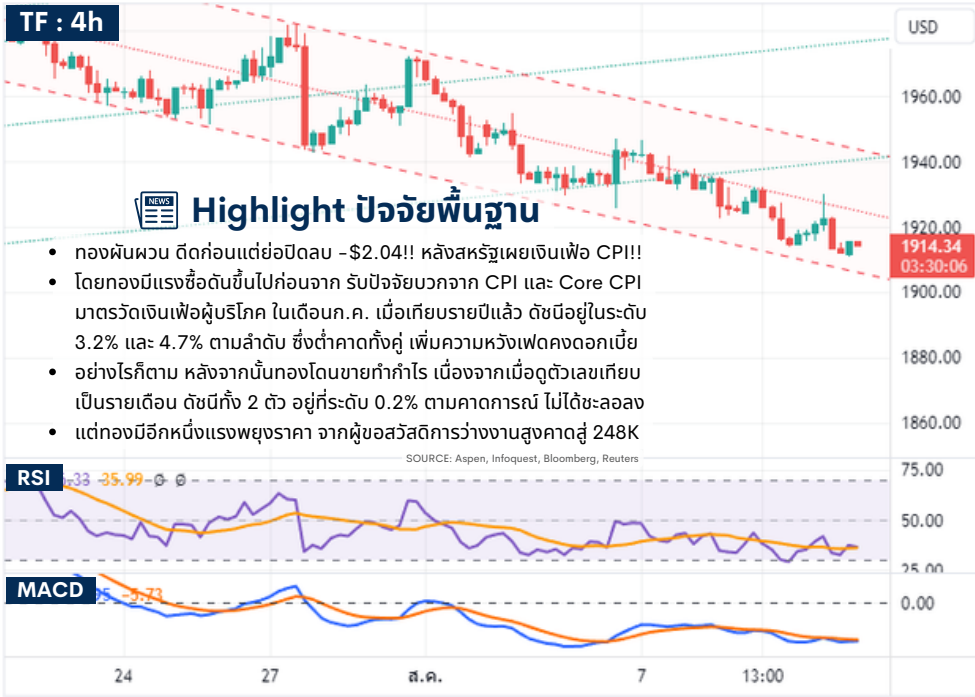 TF : 4h
USD
1960.00
1940.00
1920.00
1914.34
03:30:06
1900.00
1880.00
1860.00
NEWS
Highlight ปัจจัยพื้นฐาน
• ทองผันผวน ดีดก่อนแต่ย่อปิดลบ -$2.04!! หลังสหรัฐเผยเงินเฟ้อ CPI!!
• โดยทองมีแรงซื้อดันขึ้นไปก่อนจาก รับปัจจัยบวกจาก CPI และ Core CPI
มาตรวัดเงินเฟ้อผู้บริโภค ในเดือนก.ค. เมื่อเทียบรายปีแล้ว ดัชนีอยู่ในระดับ
3.2% และ 4.7% ตามลำดับ ซึ่งต่ำคาดทั้งคู่ เพิ่มความหวังเฟดคงดอกเบี้ย
• อย่างไรก็ตาม หลังจากนั้นทองโดนขายทำกำไร เนื่องจากเมื่อดูตัวเลขเทียบ
เป็นรายเดือน ดัชนีทั้ง 2 ตัว อยู่ที่ระดับ 0.2% ตามคาดการณ์ ไม่ได้ชะลอลง
• แต่ทองมีอีกหนึ่งแรงพยุงราคา จากผู้ขอสวัสดิการว่างงานสูงคาดสู่ 248K
SOURCE: Aspen, Infoquest, Bloomberg, Reuters
RSI 35.99 Ø Ø
75.00
50.00
25.00
MACD -5.73
0.00
24 27 ส.ค. 7 13:00